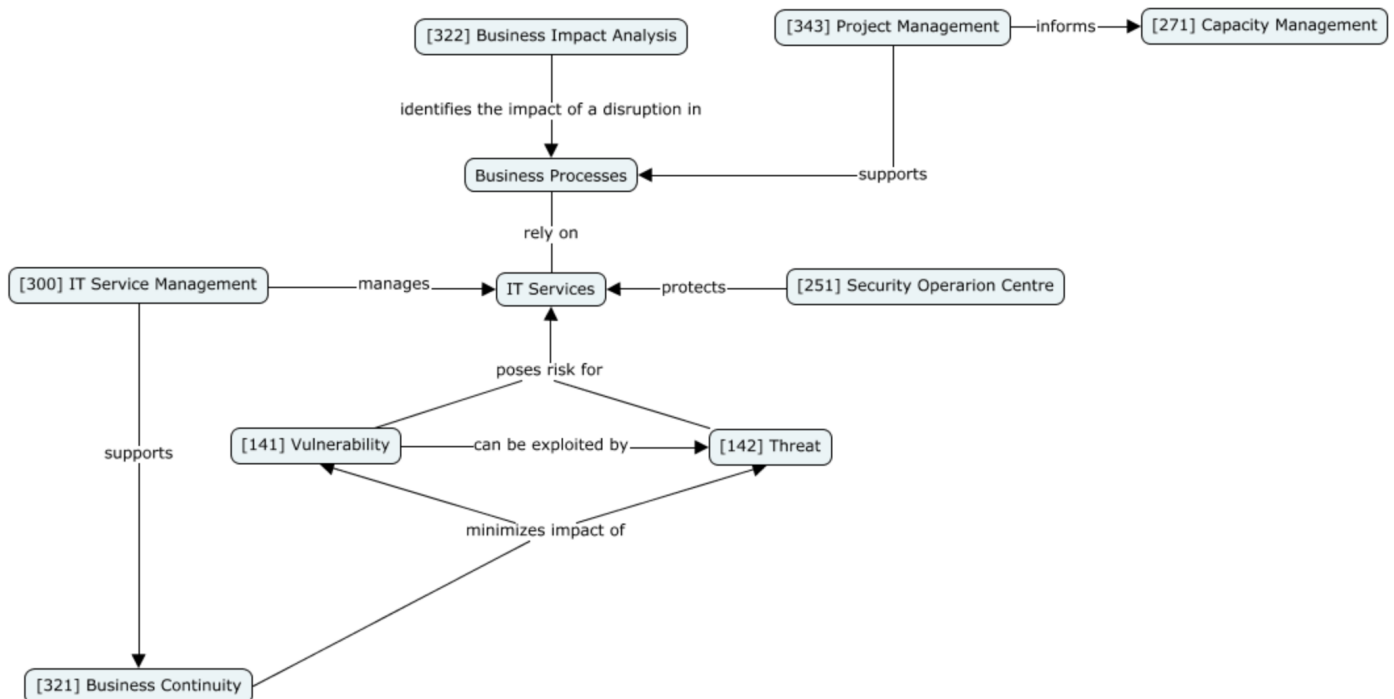 [322] Business Impact Analysis
[343] Project Management
informs
[271] Capacity Management
identifies the impact of a disruption in
Business Processes
supports
rely on
[300] IT Service Management
manages
IT Services
protects
[251] Security Operarion Centre
poses risk for
[141] Vulnerability
can be exploited by
[142] Threat
supports
minimizes impact of
[321] Business Continuity